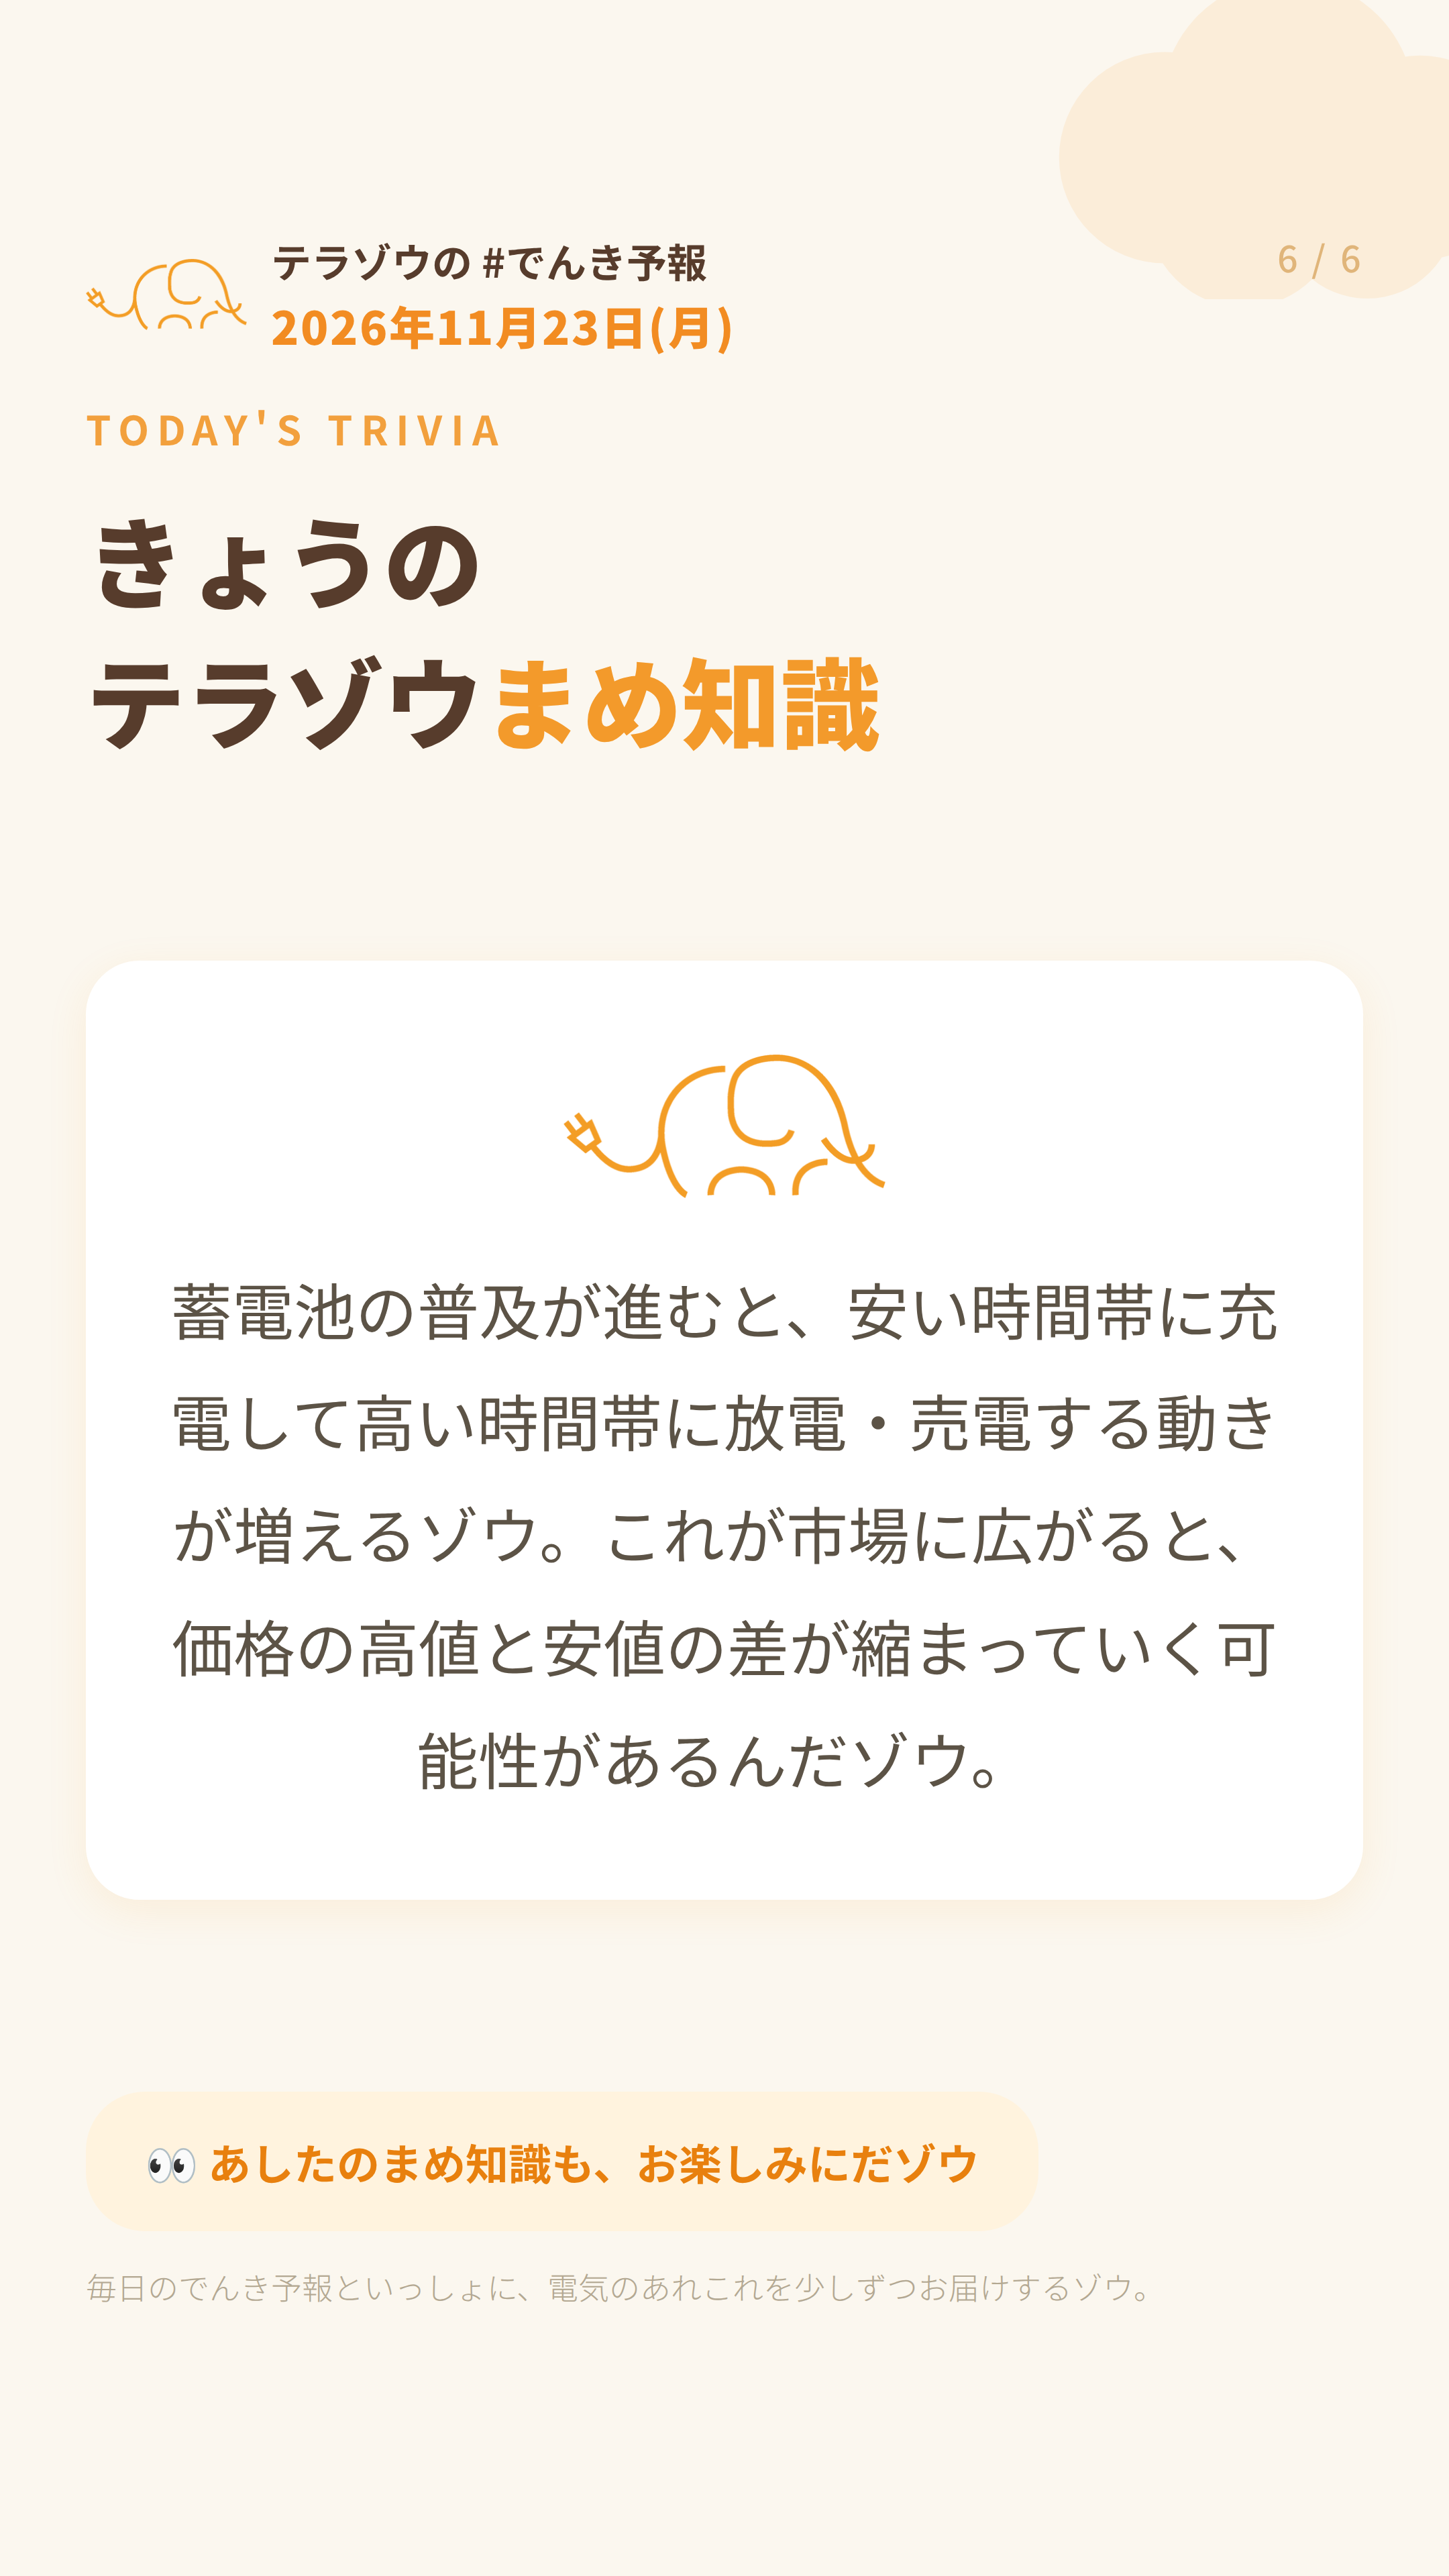 テラゾウの #でんき予報
2026年11月23日(月)
6 / 6
TODAY'S TRIVIA
きょうの
テラゾウまめ知識
蓄電池の普及が進むと、安い時間帯に充
電して高い時間帯に放電・売電する動き
が増えるゾウ。これが市場に広がると、
価格の高値と安値の差が縮まっていく可
能性があるんだゾウ。
👀 あしたのまめ知識も、お楽しみにだゾウ
毎日のでんき予報といっしょに、電気のあれこれを少しずつお届けするゾウ。